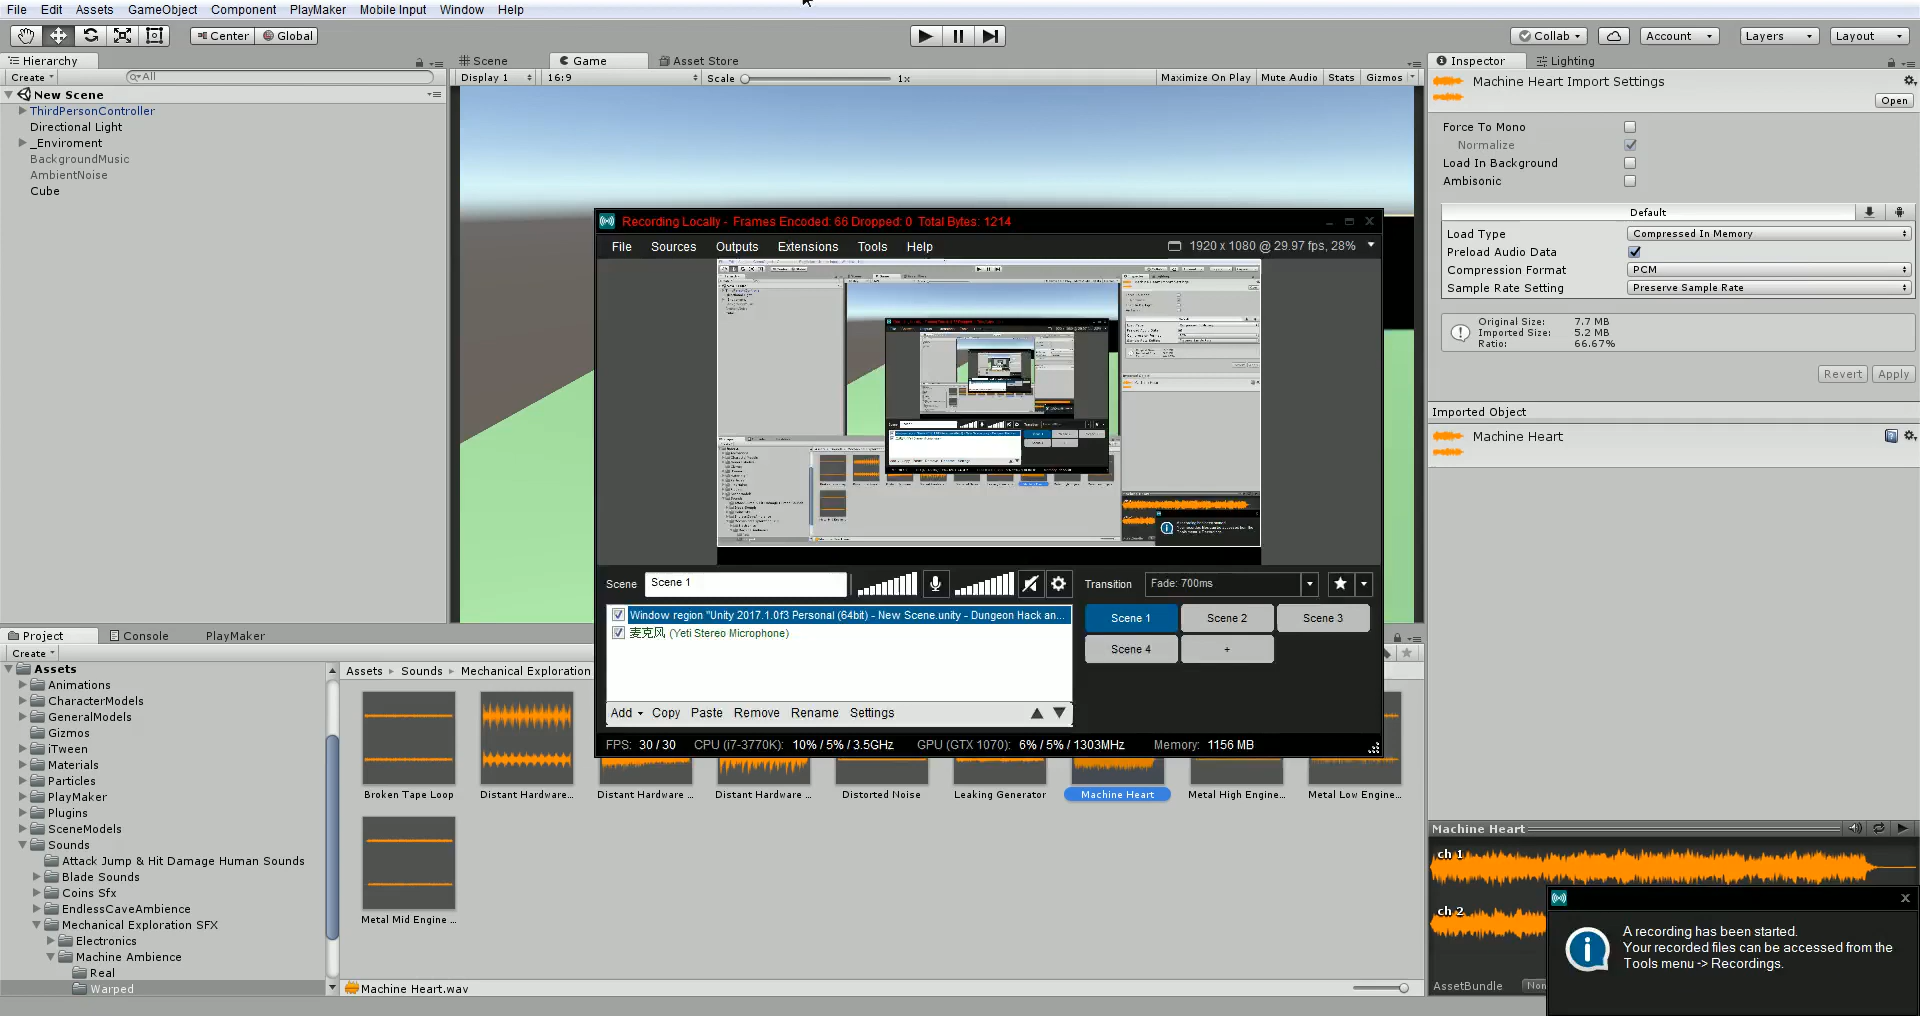 File Edit Assets GameObject Component PlayMaker Mobile Input Window Help
Center Global
Collab Account Layers Layout
Hierarchy
Create All
New Scene
ThirdPersonController
Directional Light
_Enviroment
BackgroundMusic
AmbientNoise
Cube
Scene Game Asset Store
Display 1 16:9 Scale 1x Maximize On Play Mute Audio Stats Gizmos
Recording Locally - Frames Encoded: 66 Dropped: 0 Total Bytes: 1214
File Sources Outputs Extensions Tools Help 1920 x 1080 @ 29.97 fps, 28%
Scene Scene 1
Transition Fade: 700ms
Window region "Unity 2017.1.0f3 Personal (64bit) - New Scene.unity - Dungeon Hack an...
麦克风 (Yeti Stereo Microphone)
Scene 1 Scene 2 Scene 3
Scene 4 +
Add Copy Paste Remove Rename Settings
FPS: 30 / 30 CPU (i7-3770K): 10% / 5% / 3.5GHz GPU (GTX 1070): 6% / 5% / 1303MHz Memory: 1156 MB
Inspector Lighting
Machine Heart Import Settings
Open
Force To Mono
Normalize
Load In Background
Ambisonic
Default
Load Type Compressed In Memory
Preload Audio Data
Compression Format PCM
Sample Rate Setting Preserve Sample Rate
Original Size: 7.7 MB
Imported Size: 5.2 MB
Ratio: 66.67%
Revert Apply
Imported Object
Machine Heart
Project Console PlayMaker
Create
Assets
Animations
CharacterModels
GeneralModels
Gizmos
iTween
Materials
Particles
PlayMaker
Plugins
SceneModels
Sounds
Attack Jump & Hit Damage Human Sounds
Blade Sounds
Coins Sfx
EndlessCaveAmbience
Mechanical Exploration SFX
Electronics
Machine Ambience
Real
Warped
Assets Sounds Mechanical Exploration
Broken Tape Loop Distant Hardware... Distant Hardware ... Distant Hardware ... Distorted Noise Leaking Generator Machine Heart Metal High Engine... Metal Low Engine...
Metal Mid Engine ...
Machine Heart.wav
Machine Heart
ch 1
ch 2
AssetBundle Non
A recording has been started.
Your recorded files can be accessed from the
Tools menu -> Recordings.